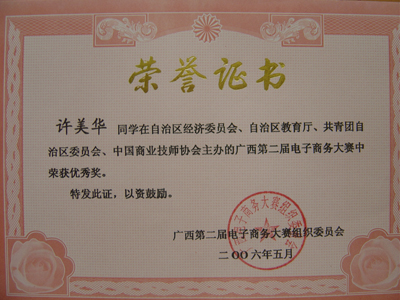 荣誉证书
许美华 同学在自治区经济委员会、自治区教育厅、共青团自
治区委员会、中国商业技师协会主办的广西第二届电子商务大赛中
荣获优秀奖。
特发此证，以资鼓励。
广西第二届电子商务大赛组织委员会
二〇〇六年五月